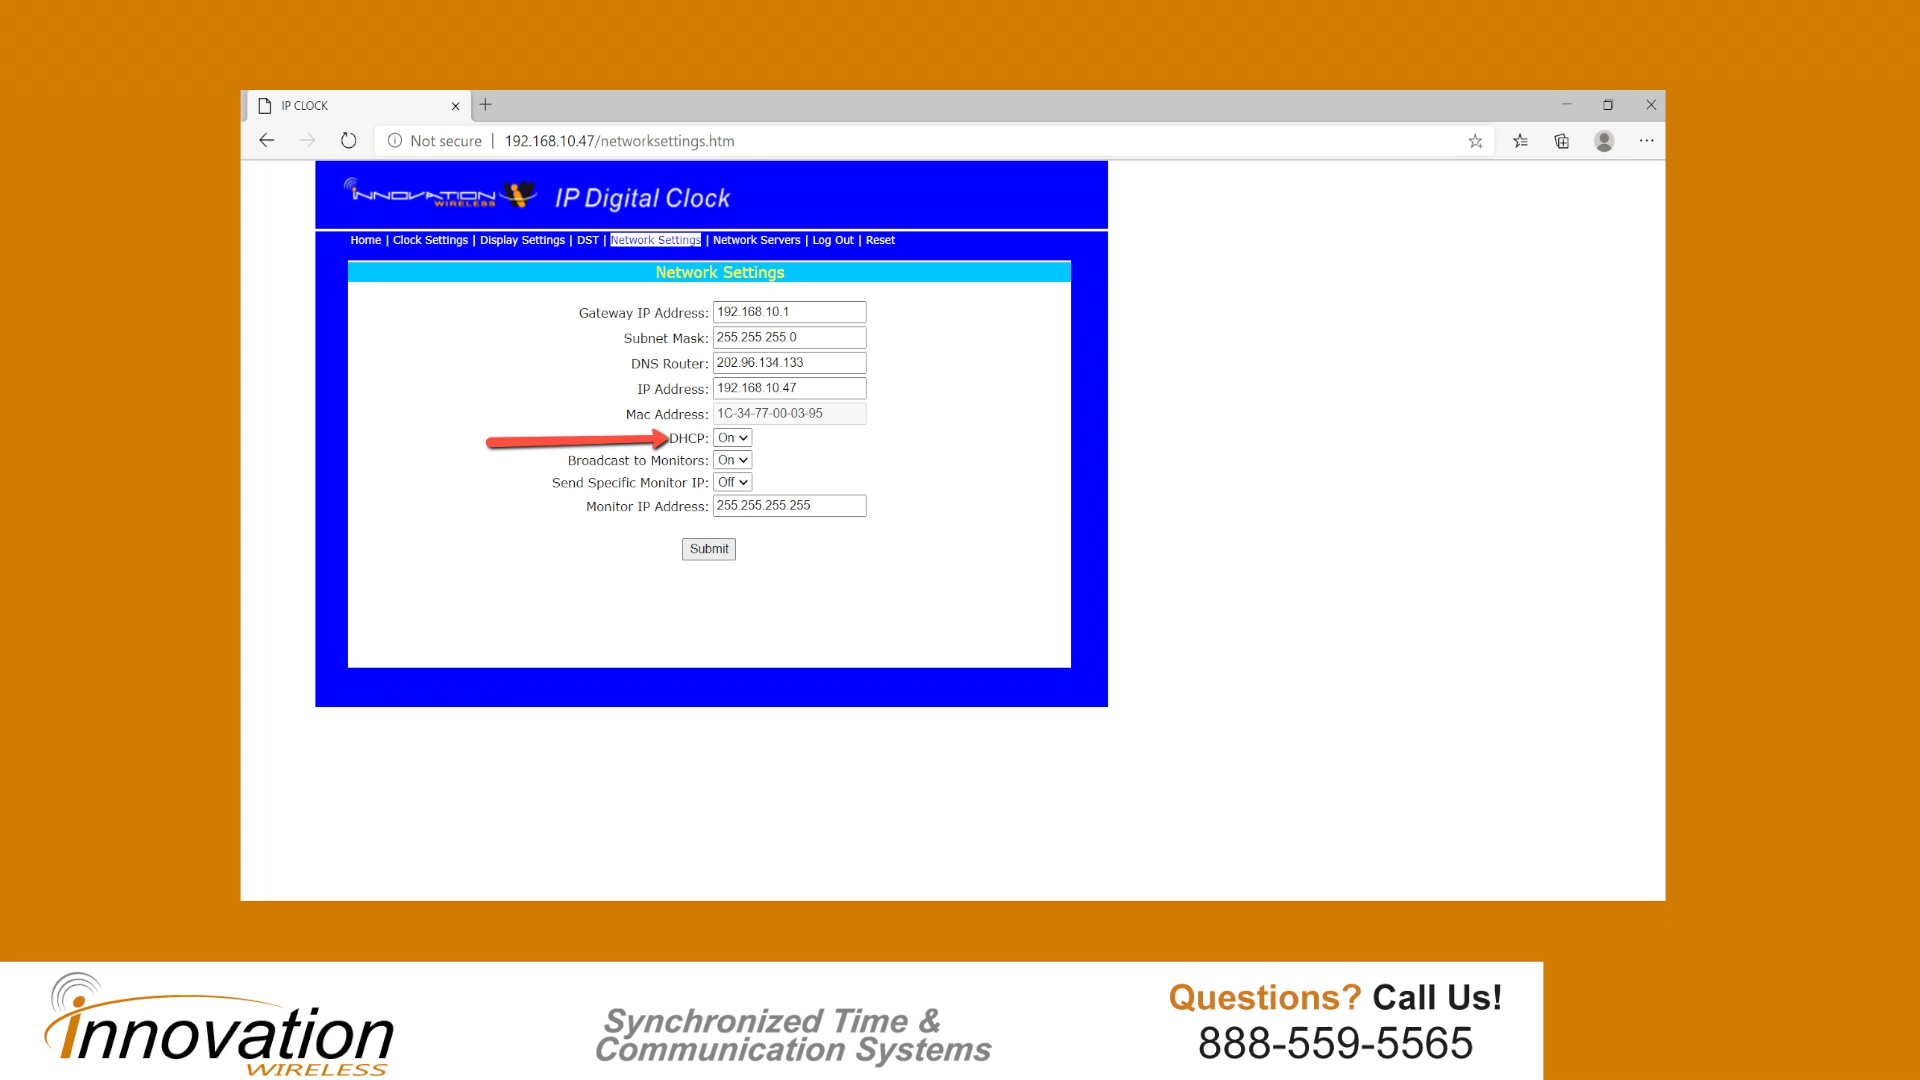 IP CLOCK
Not secure | 192.168.10.47/networksettings.htm
INNOVATION WIRELESS IP Digital Clock
Home | Clock Settings | Display Settings | DST | Network Settings | Network Servers | Log Out | Reset
Network Settings
Gateway IP Address: 192.168.10.1
Subnet Mask: 255.255.255.0
DNS Router: 202.96.134.133
IP Address: 192.168.10.47
Mac Address: 1C-34-77-00-03-95
DHCP: On
Broadcast to Monitors: On
Send Specific Monitor IP: Off
Monitor IP Address: 255.255.255.255
Submit
innovation
WIRELESS
Synchronized Time &
Communication Systems
Questions? Call Us!
888-559-5565